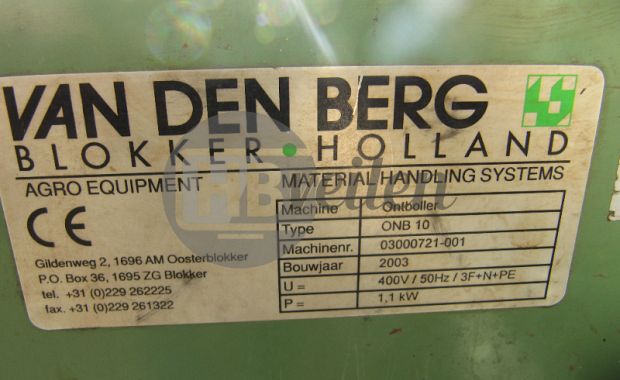 VAN DEN BERG
BLOKKER • HOLLAND
AGRO EQUIPMENT MATERIAL HANDLING SYSTEMS
CE
Gildenweg 2, 1696 AM Oosterblokker
P.O. Box 36, 1695 ZG Blokker
tel. +31 (0)229 262225
fax. +31 (0)229 261322
Machine Ontboller
Type ONB 10
Machinenr. 03000721-001
Bouwjaar 2003
U = 400V / 50Hz / 3F+N+PE
P = 1,1 kW
veilen